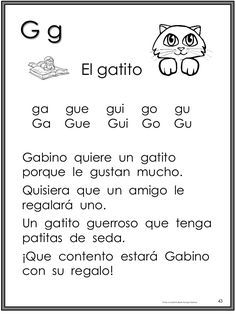 G g
El gatito
ga gue gui go gu
Ga Gue Gui Go Gu
Gabino quiere un gatito
porque le gustan mucho.
Quisiera que un amigo le
regalará uno.
Un gatito guerroso que tenga
patitas de seda.
¡Que contento estará Gabino
con su regalo!
43